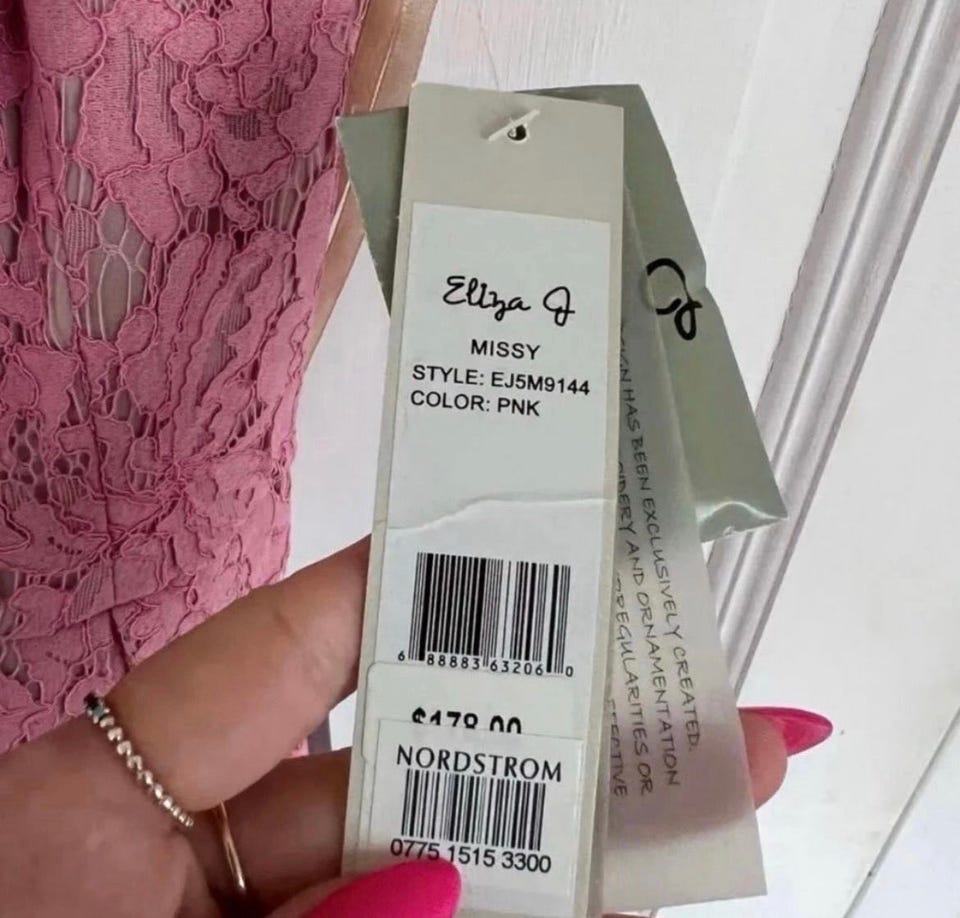 Eliza J
MISSY
STYLE: EJ5M9144
COLOR: PNK
6 88883 63206 0
$178.00
NORDSTROM
0775 1515 3300
HAS BEEN EXCLUSIVELY CREATED.
AND ORNAMENTATION
IRREGULARITIES OR